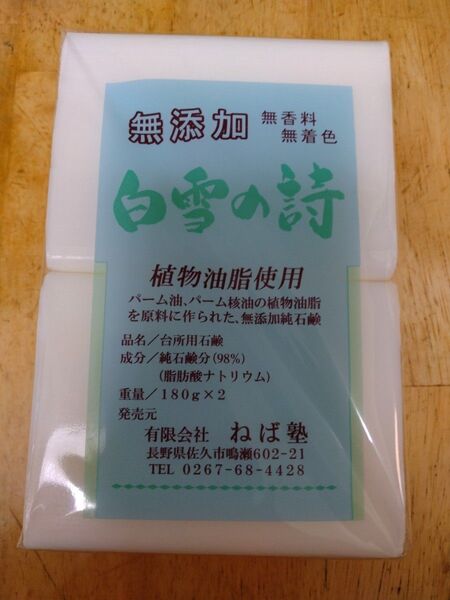 無添加 無香料
無着色
白雪の詩
植物油脂使用
パーム油、パーム核油の植物油脂
を原料に作られた、無添加純石鹸
品名／台所用石鹸
成分／純石鹸分(98%)
(脂肪酸ナトリウム)
重量／180g×2
発売元
有限会社 ねば塾
長野県佐久市鳴瀬602-21
TEL 0267-68-4428